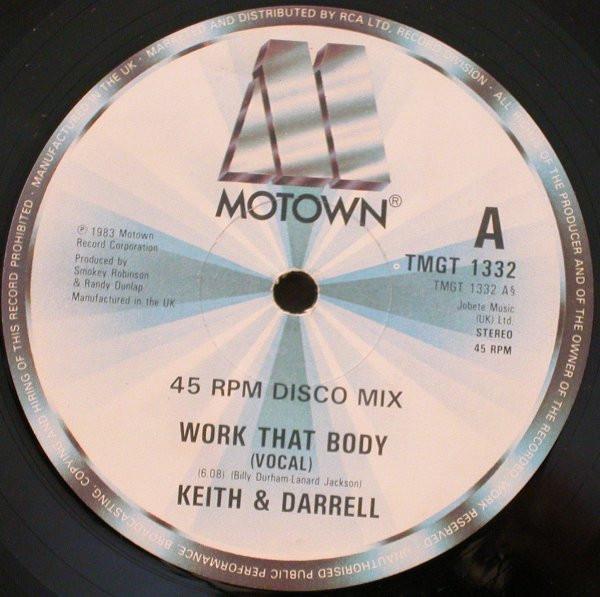 MANUFACTURED IN THE UK · MARKETED AND DISTRIBUTED BY RCA LTD, RECORD DIVISION · ALL RIGHTS OF THE PRODUCER AND OF THE OWNER OF THE RECORDED WORK RESERVED · UNAUTHORISED PUBLIC PERFORMANCE, BROADCASTING, COPYING AND HIRING OF THIS RECORD PROHIBITED ·
MOTOWN®
℗ 1983 Motown
Record Corporation
Produced by
Smokey Robinson
& Randy Dunlap
Manufactured in the UK
A
TMGT 1332
TMGT 1332 A§
Jobete Music
(UK) Ltd.
STEREO
45 RPM
45 RPM DISCO MIX
WORK THAT BODY
(VOCAL)
(6.08) (Billy Durham-Lanard Jackson)
KEITH & DARRELL